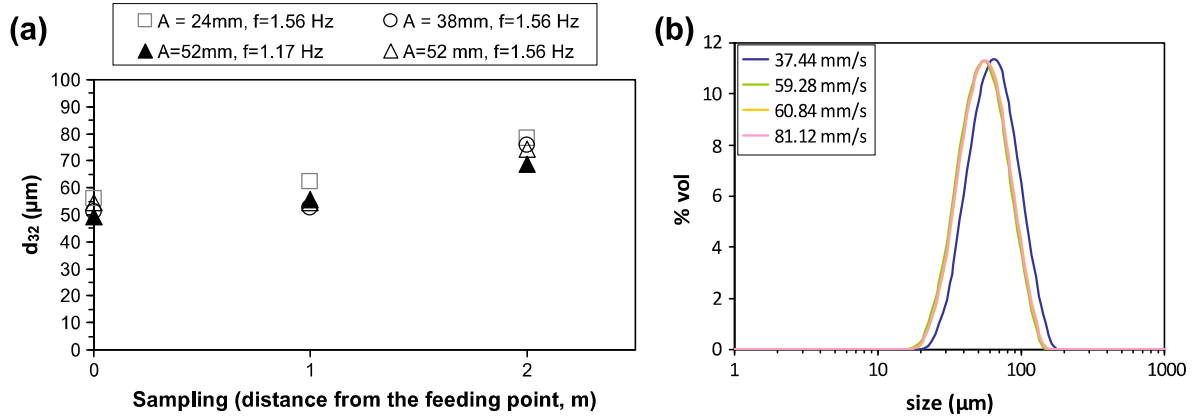 (a)
A = 24mm, f=1.56 Hz
A = 38mm, f=1.56 Hz
A=52mm, f=1.17 Hz
A=52 mm, f=1.56 Hz
100
90
80
70
60
50
40
30
20
10
0
d32 (µm)
0
1
2
Sampling (distance from the feeding point, m)
(b)
12
10
8
6
4
2
0
% vol
37.44 mm/s
59.28 mm/s
60.84 mm/s
81.12 mm/s
1
10
100
1000
size (µm)